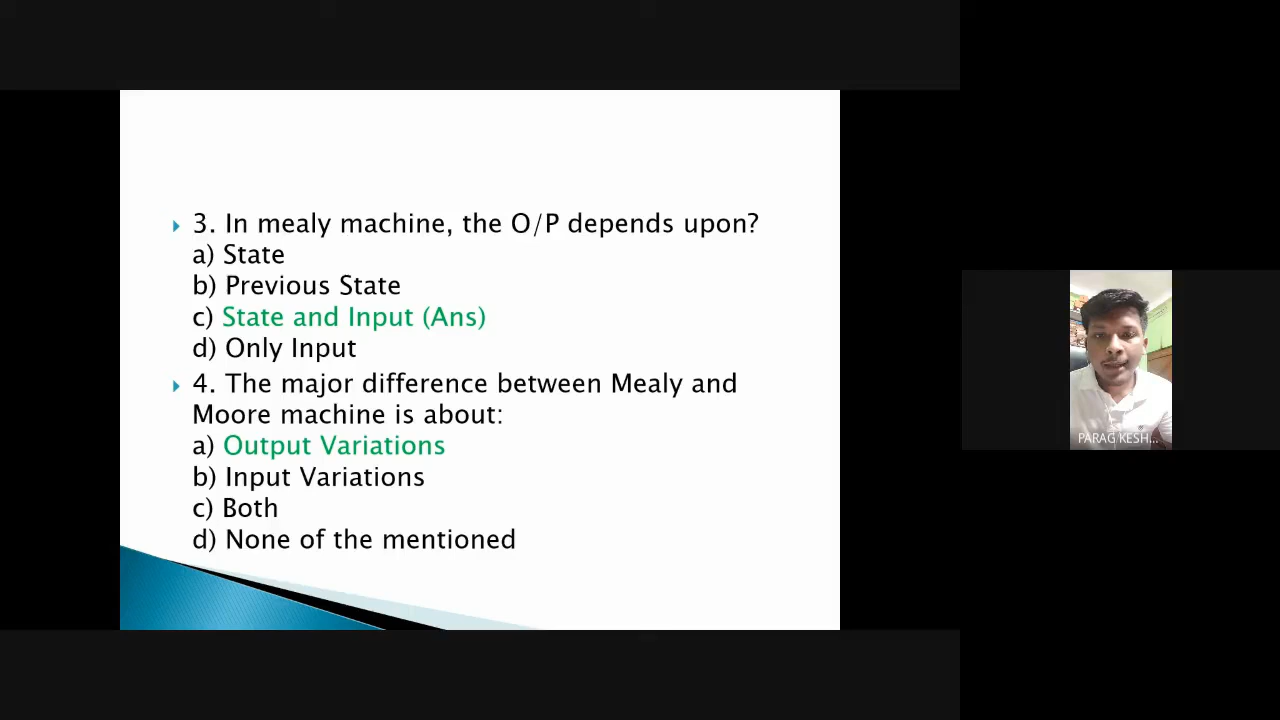 3. In mealy machine, the O/P depends upon?
a) State
b) Previous State
c) State and Input (Ans)
d) Only Input
4. The major difference between Mealy and
Moore machine is about:
a) Output Variations
b) Input Variations
c) Both
d) None of the mentioned
PARAG KESH...